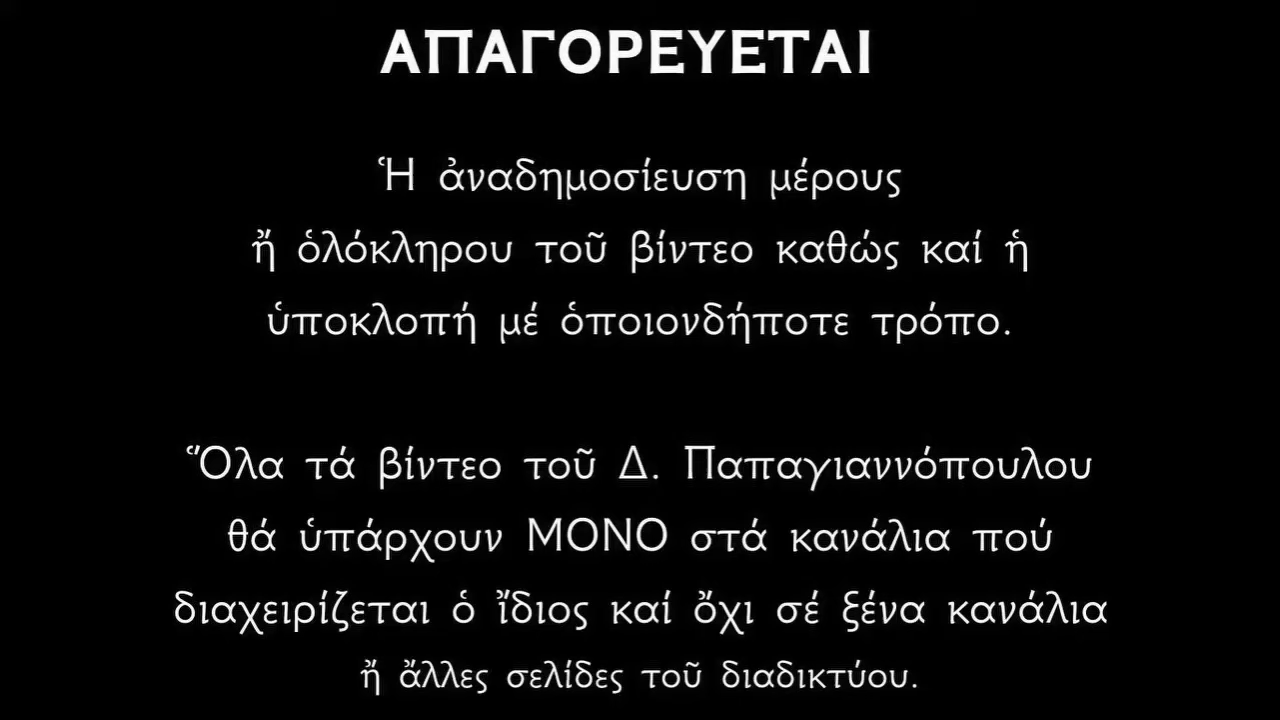 ΑΠΑΓΟΡΕΥΕΤΑΙ
Ἡ ἀναδημοσίευση μέρους
ἤ ὁλόκληρου τοῦ βίντεο καθώς καί ἡ
ὑποκλοπή μέ ὁποιονδήποτε τρόπο.
Ὅλα τά βίντεο τοῦ Δ. Παπαγιαννόπουλου
θά ὑπάρχουν ΜΟΝΟ στά κανάλια πού
διαχειρίζεται ὁ ἴδιος καί ὄχι σέ ξένα κανάλια
ἤ ἄλλες σελίδες τοῦ διαδικτύου.